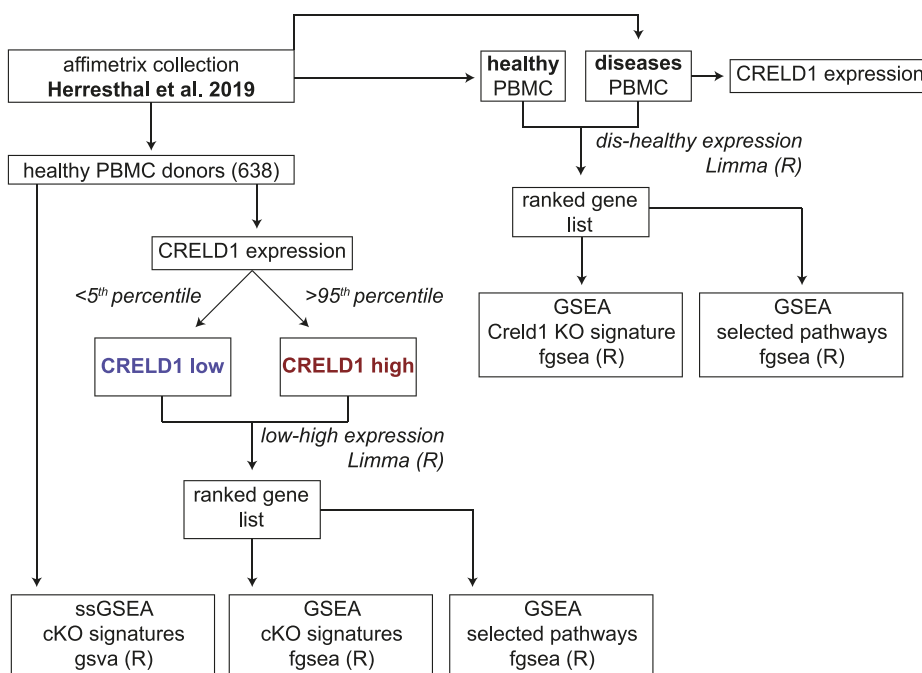 affimetrix collection
Herresthal et al. 2019
healthy
PBMC
diseases
PBMC
CRELD1 expression
dis-healthy expression
Limma (R)
healthy PBMC donors (638)
ranked gene
list
CRELD1 expression
<5th percentile
>95th percentile
GSEA
Creld1 KO signature
fgsea (R)
GSEA
selected pathways
fgsea (R)
CRELD1 low
CRELD1 high
low-high expression
Limma (R)
ranked gene
list
ssGSEA
cKO signatures
gsva (R)
GSEA
cKO signatures
fgsea (R)
GSEA
selected pathways
fgsea (R)